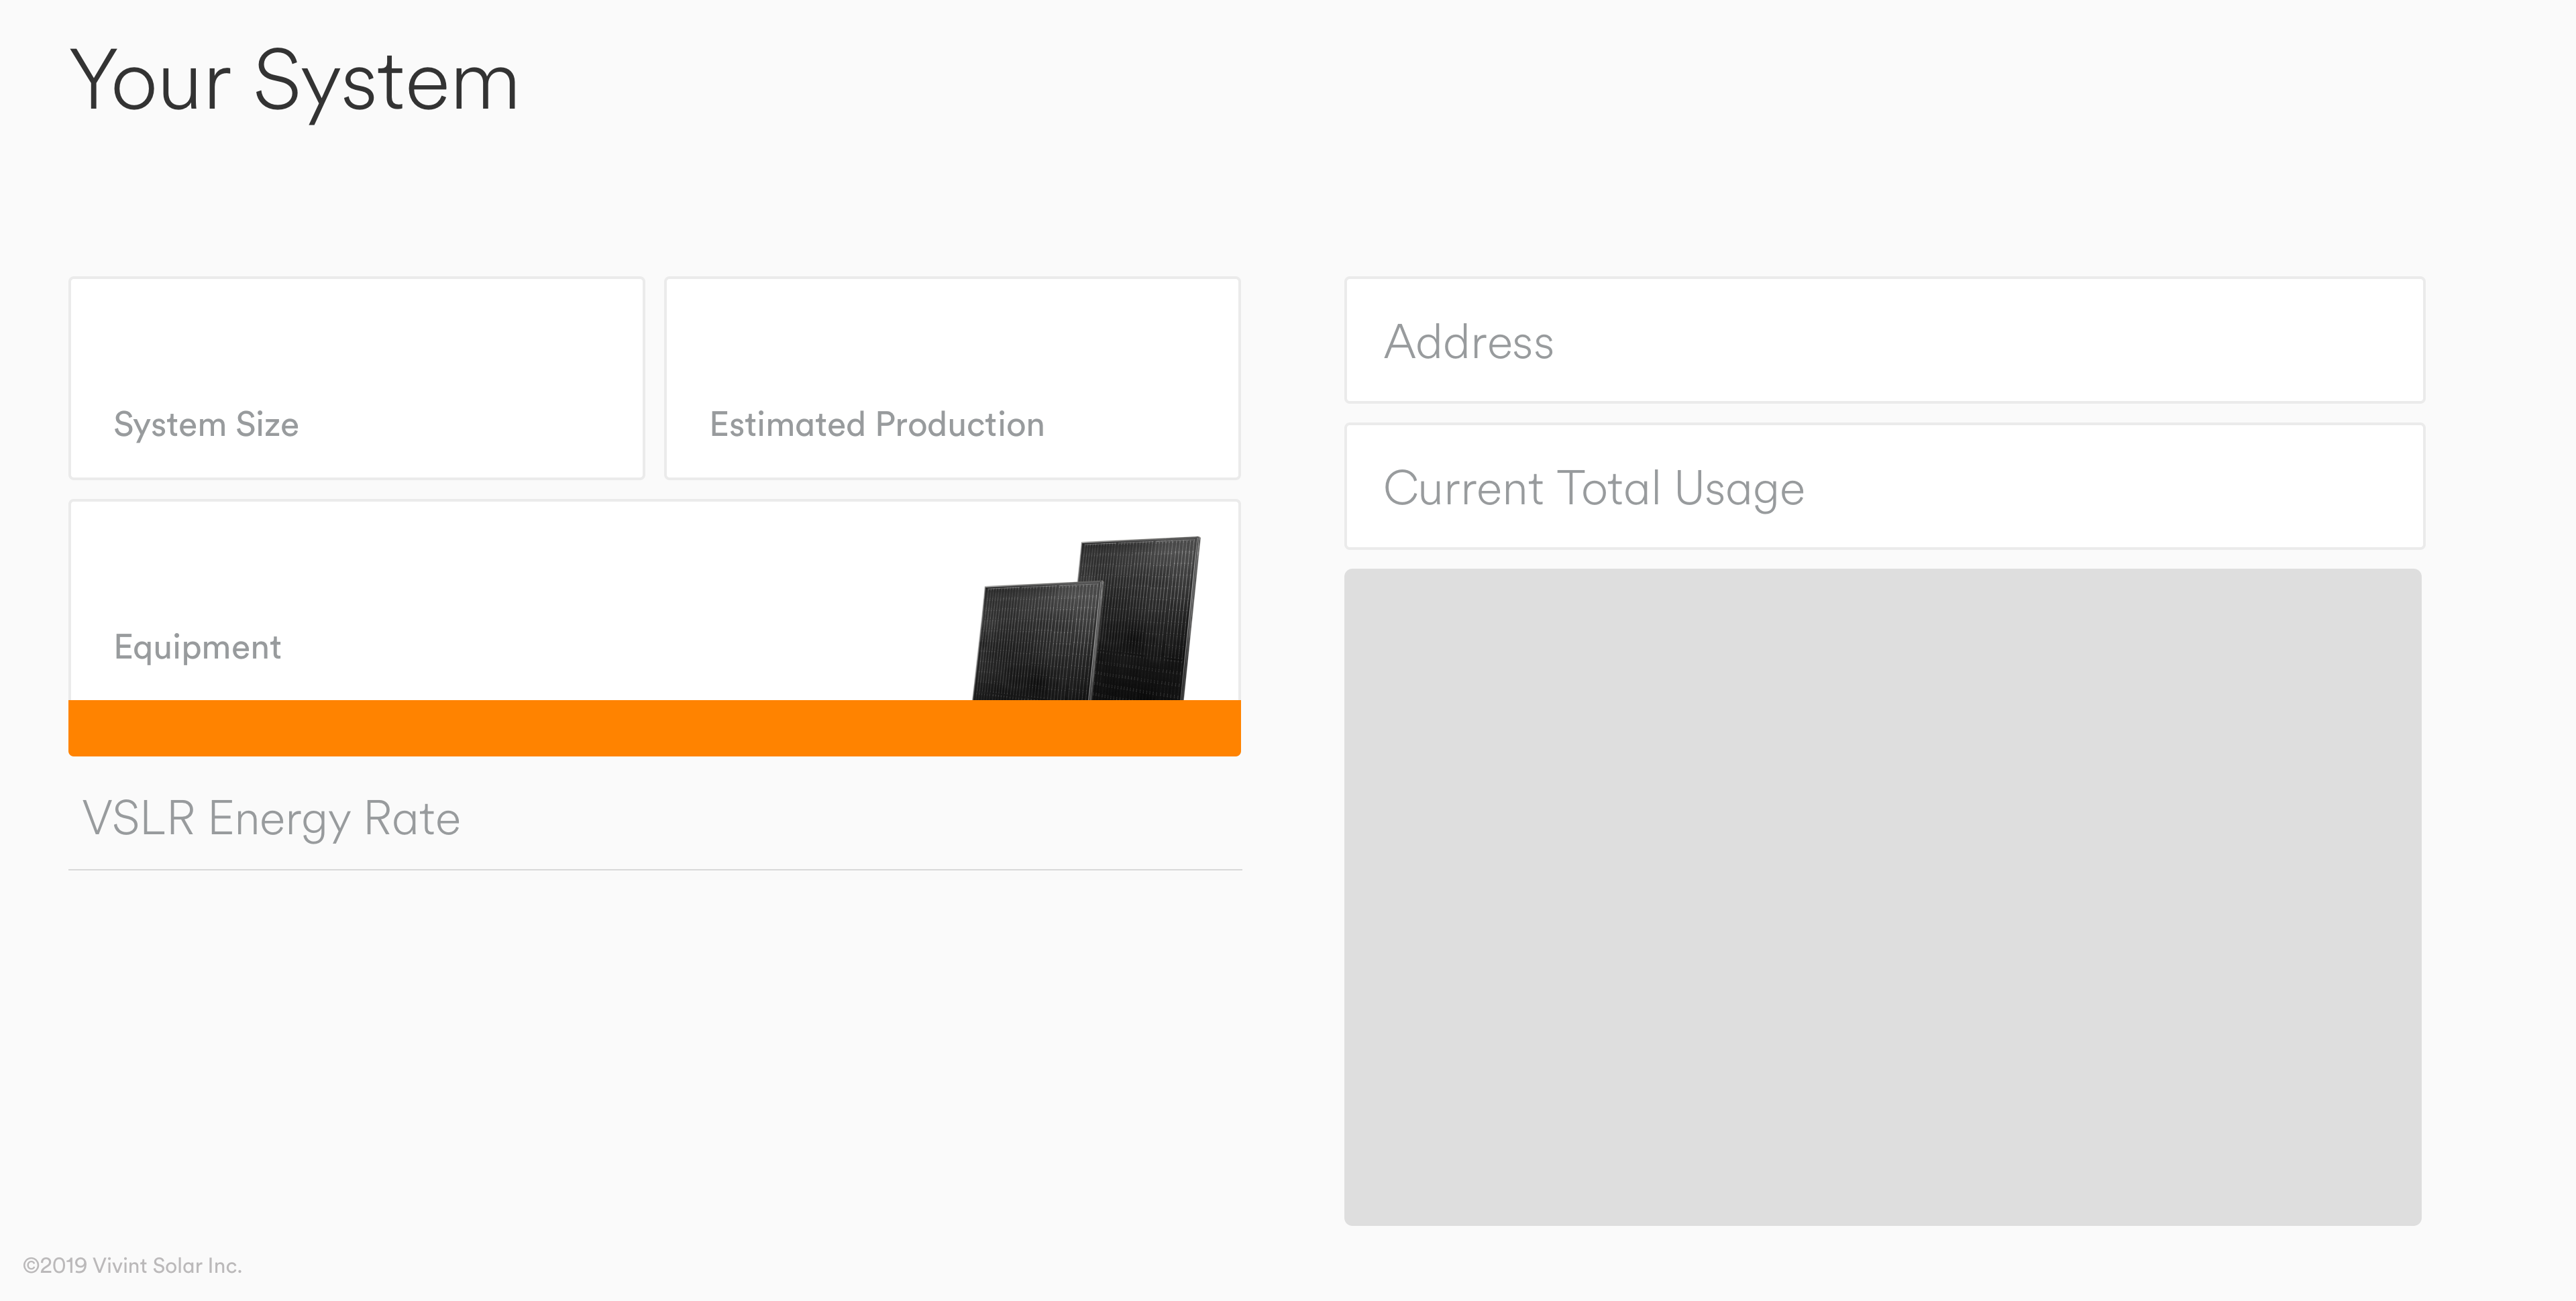 Your System
System Size
Estimated Production
Equipment
VSLR Energy Rate
Address
Current Total Usage
©2019 Vivint Solar Inc.